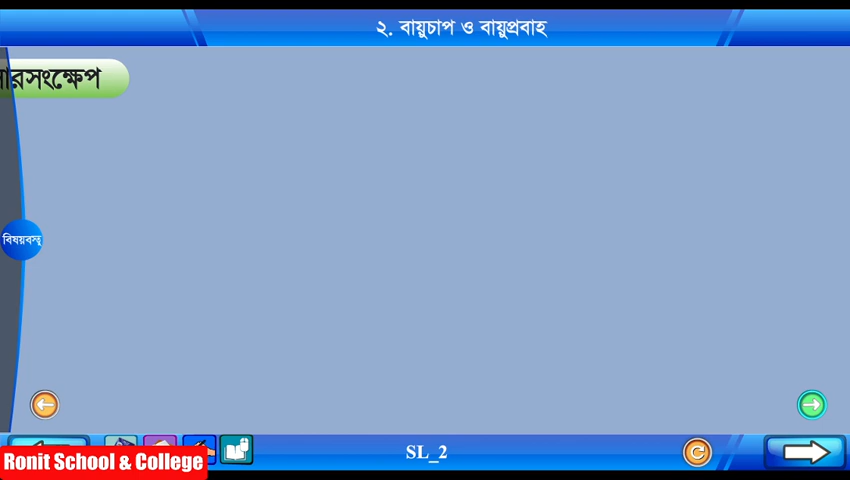 ২. বায়ুচাপ ও বায়ুপ্রবাহ
সারসংক্ষেপ
বিষয়বস্তু
SL_2
Ronit School & College